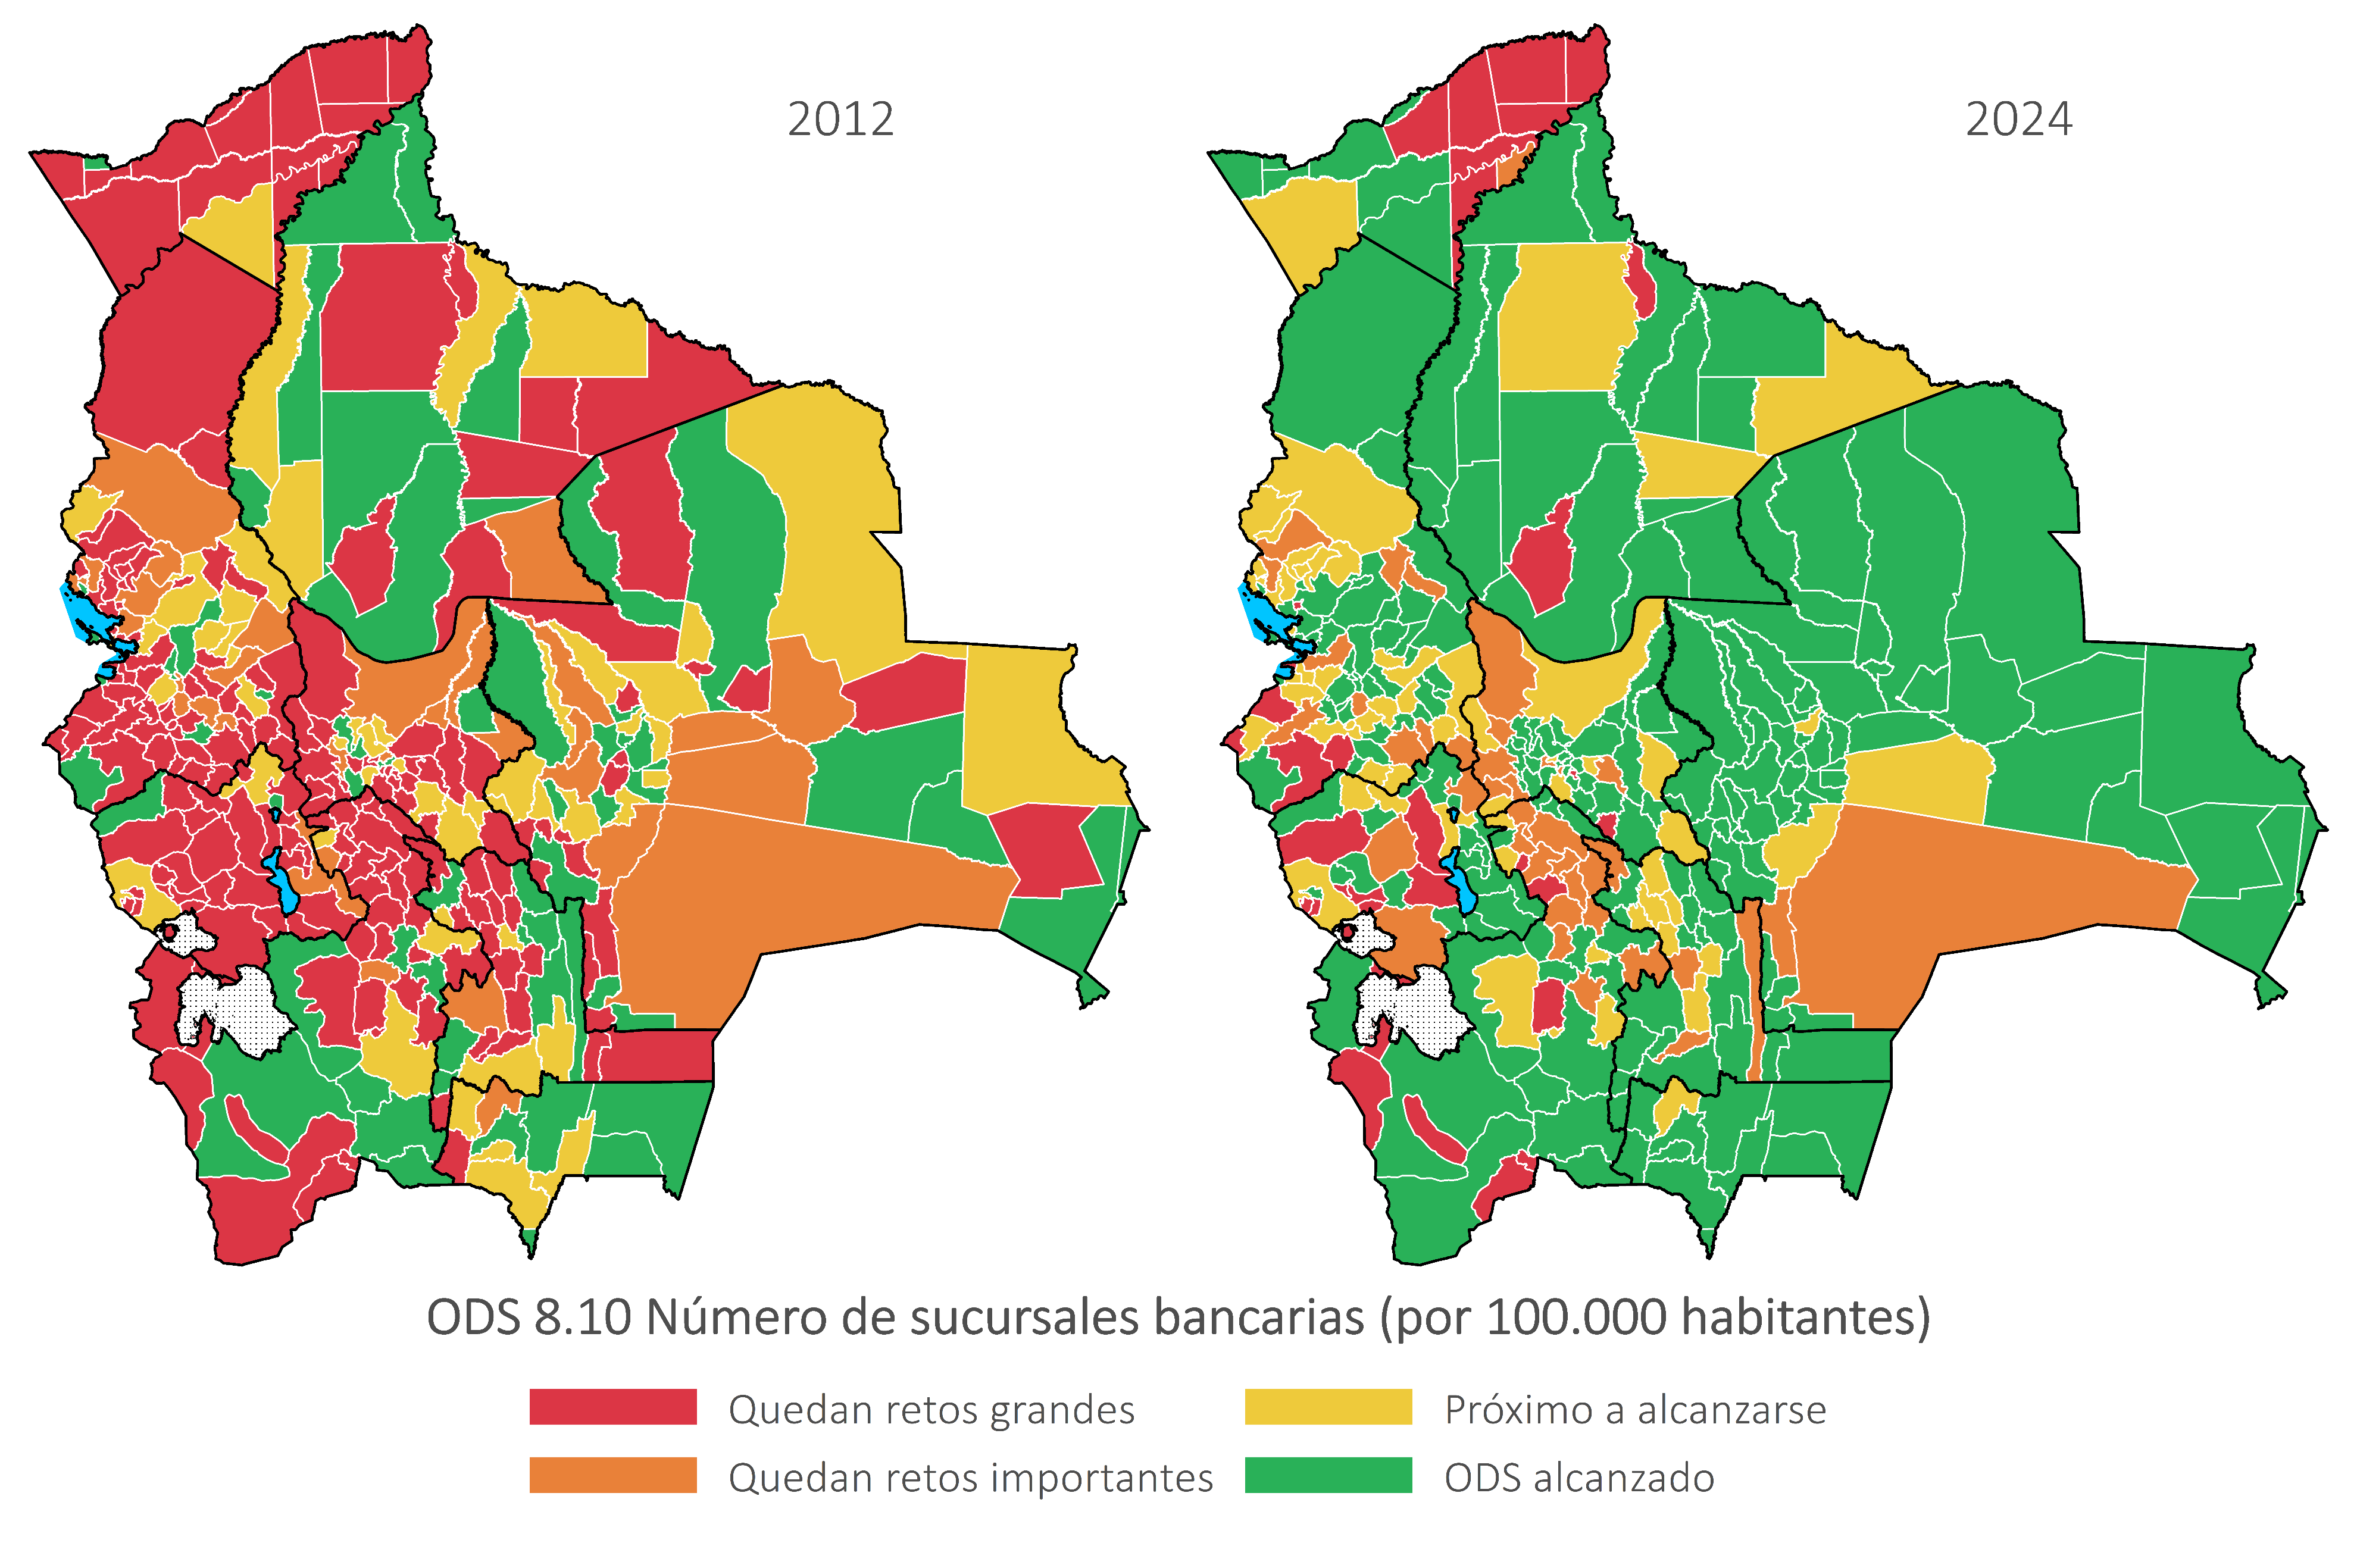 2012
2024
ODS 8.10 Número de sucursales bancarias (por 100.000 habitantes)
Quedan retos grandes
Próximo a alcanzarse
Quedan retos importantes
ODS alcanzado